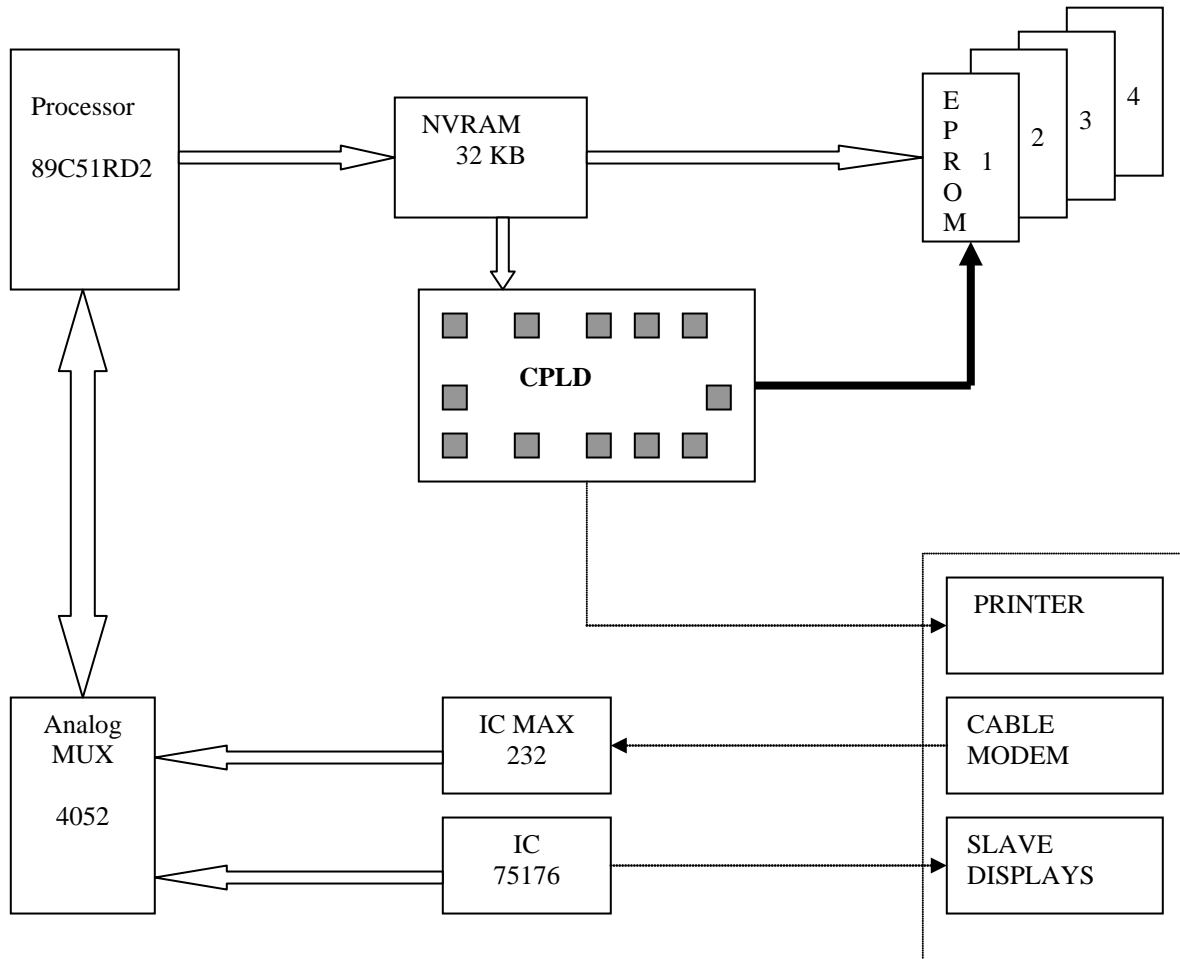 Processor
89C51RD2
NVRAM
32 KB
E
P
R
O
M
1
2
3
4
CPLD
PRINTER
Analog
MUX
4052
IC MAX
232
CABLE
MODEM
IC
75176
SLAVE
DISPLAYS